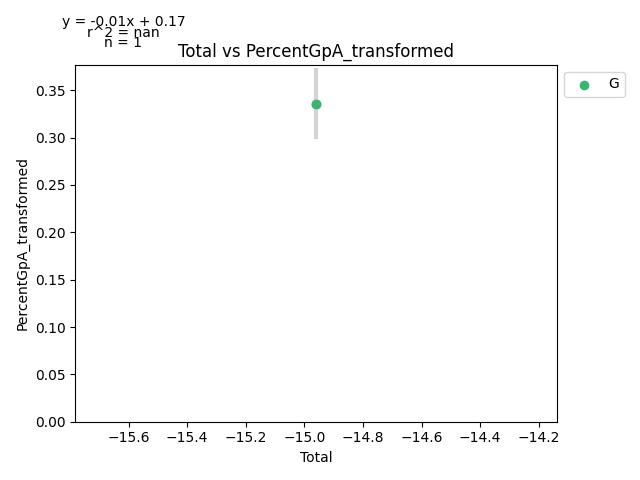 y = -0.01x + 0.17
r^2 = nan
n = 1
Total vs PercentGpA_transformed
G
PercentGpA_transformed
0.35
0.30
0.25
0.20
0.15
0.10
0.05
0.00
−15.6 −15.4 −15.2 −15.0 −14.8 −14.6 −14.4 −14.2
Total